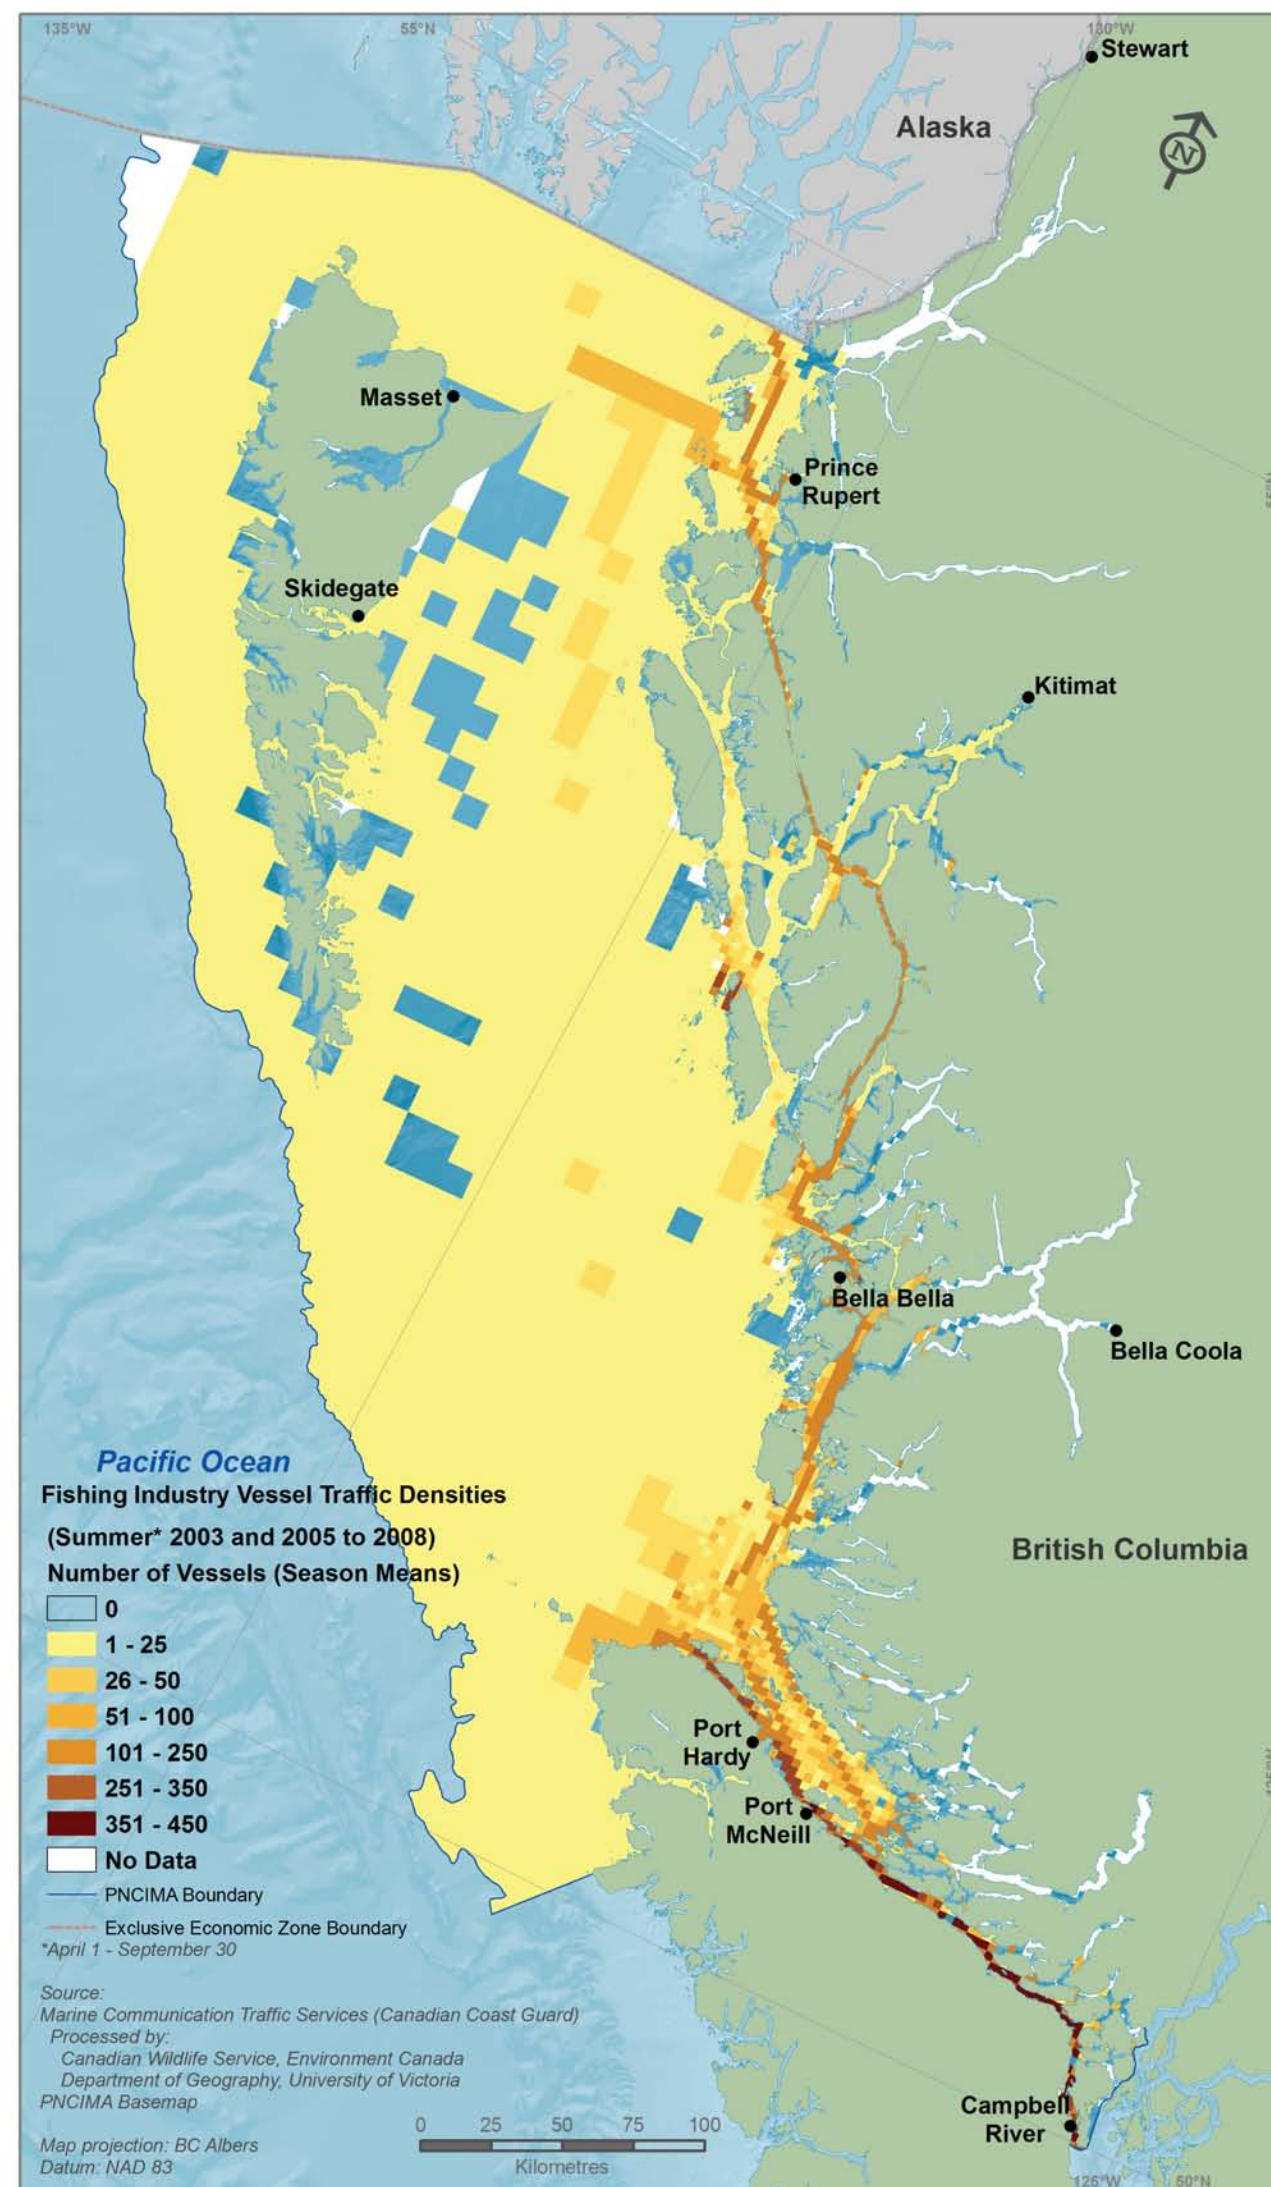 135°W
55°N
130°W
Stewart
Alaska
N
Masset
Prince
Rupert
55°N
Skidegate
Kitimat
Bella Bella
Bella Coola
Pacific Ocean
Fishing Industry Vessel Traffic Densities
(Summer* 2003 and 2005 to 2008)
Number of Vessels (Season Means)
0
1 - 25
26 - 50
51 - 100
101 - 250
251 - 350
351 - 450
No Data
PNCIMA Boundary
Exclusive Economic Zone Boundary
*April 1 - September 30
British Columbia
Port
Hardy
Port
McNeill
125°W
Source:
Marine Communication Traffic Services (Canadian Coast Guard)
Processed by:
Canadian Wildlife Service, Environment Canada
Department of Geography, University of Victoria
PNCIMA Basemap
Campbell
River
Map projection: BC Albers
Datum: NAD 83
0 25 50 75 100
Kilometres
125°W
50°N